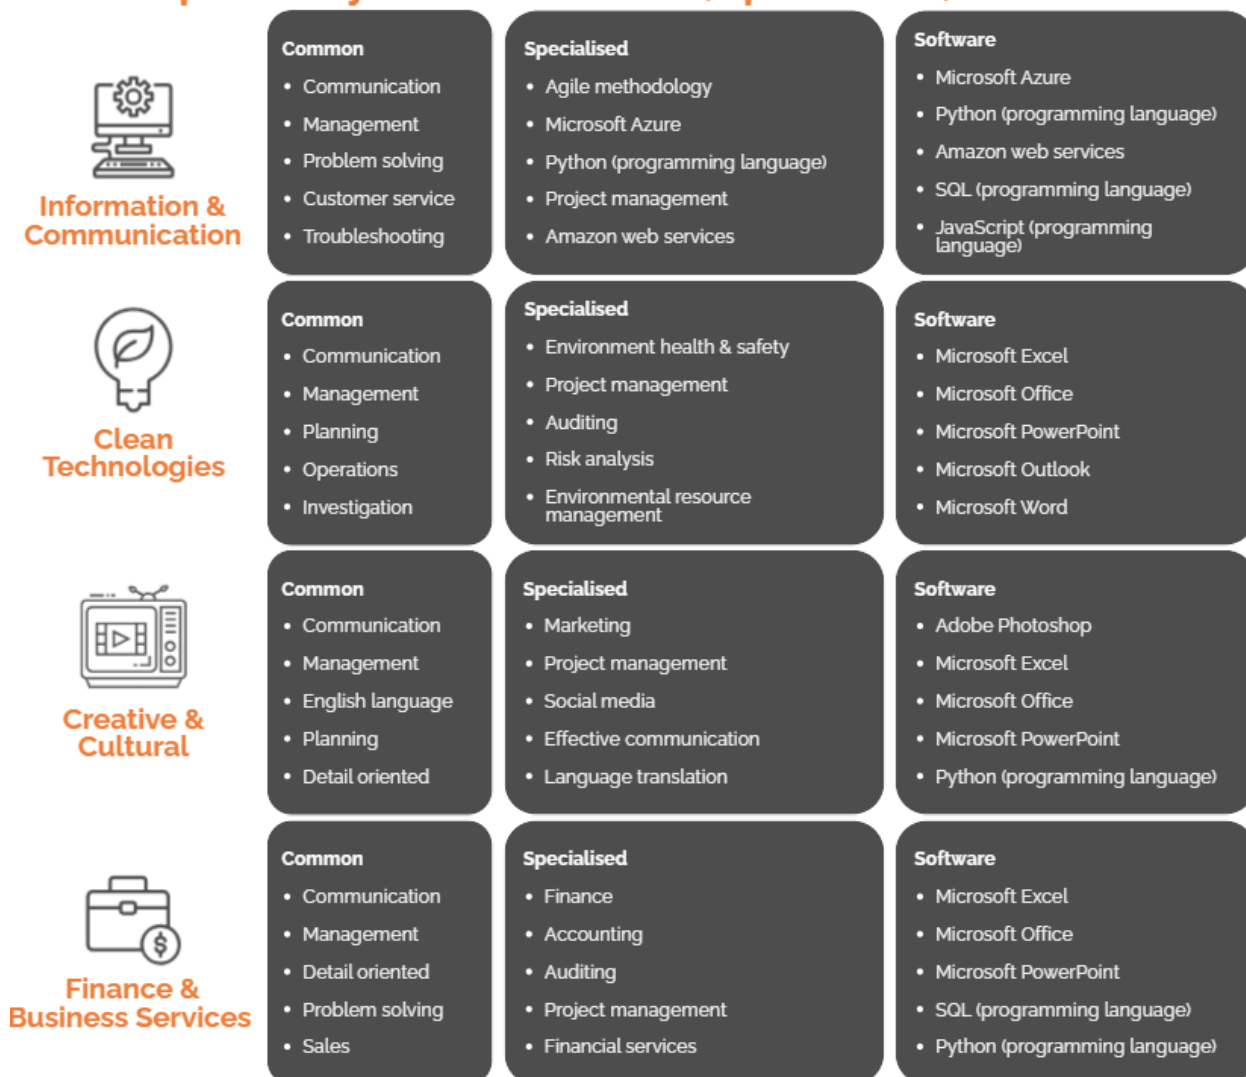 Information &
Communication
Common
• Communication
• Management
• Problem solving
• Customer service
• Troubleshooting
Specialised
• Agile methodology
• Microsoft Azure
• Python (programming language)
• Project management
• Amazon web services
Software
• Microsoft Azure
• Python (programming language)
• Amazon web services
• SQL (programming language)
• JavaScript (programming
language)
Clean
Technologies
Common
• Communication
• Management
• Planning
• Operations
• Investigation
Specialised
• Environment health & safety
• Project management
• Auditing
• Risk analysis
• Environmental resource
management
Software
• Microsoft Excel
• Microsoft Office
• Microsoft PowerPoint
• Microsoft Outlook
• Microsoft Word
Creative &
Cultural
Common
• Communication
• Management
• English language
• Planning
• Detail oriented
Specialised
• Marketing
• Project management
• Social media
• Effective communication
• Language translation
Software
• Adobe Photoshop
• Microsoft Excel
• Microsoft Office
• Microsoft PowerPoint
• Python (programming language)
$
Finance &
Business Services
Common
• Communication
• Management
• Detail oriented
• Problem solving
• Sales
Specialised
• Finance
• Accounting
• Auditing
• Project management
• Financial services
Software
• Microsoft Excel
• Microsoft Office
• Microsoft PowerPoint
• SQL (programming language)
• Python (programming language)